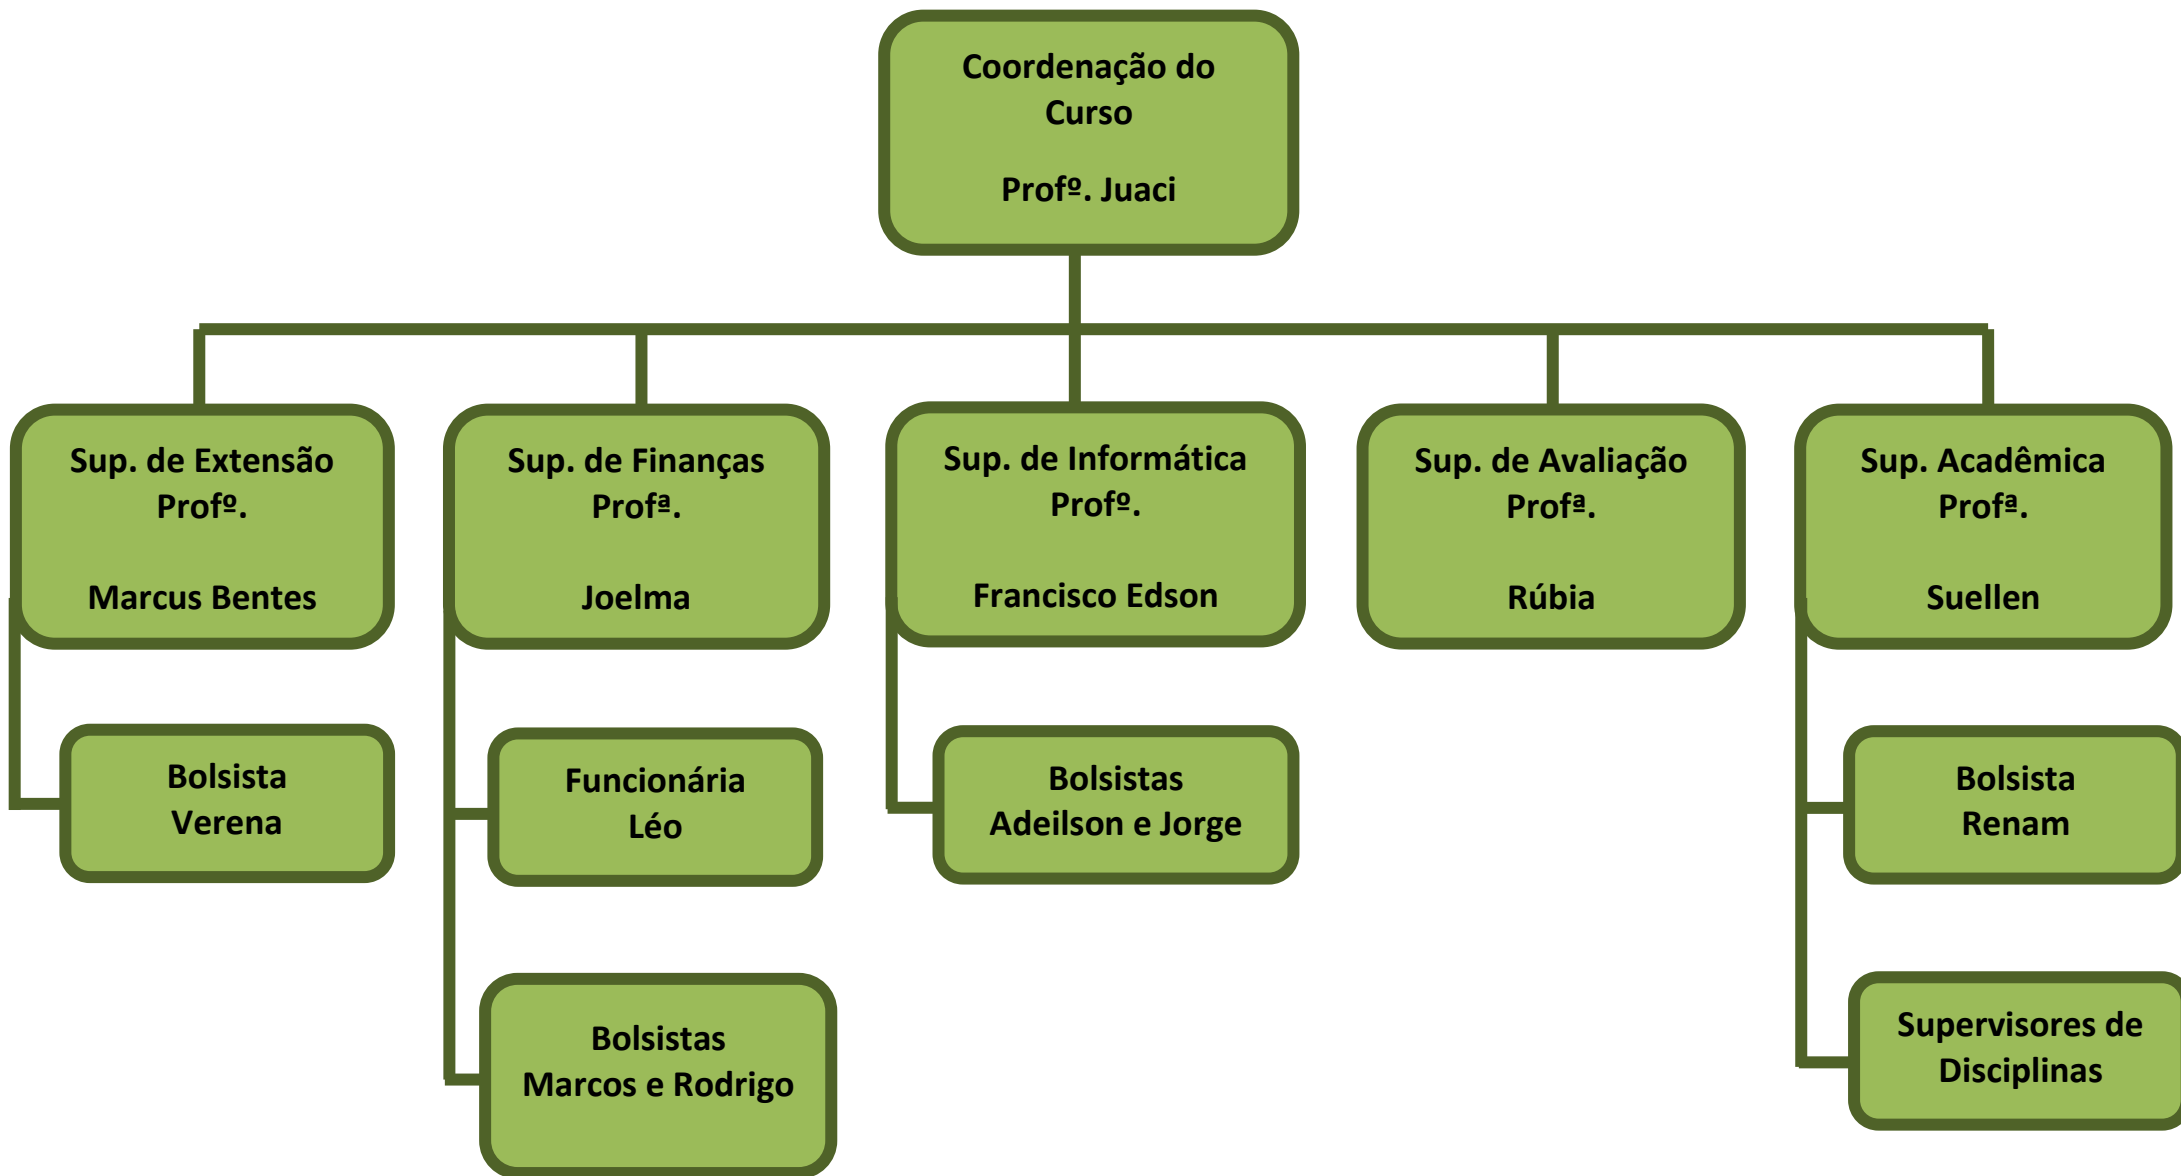 Coordenação do
Curso
Profº. Juaci
Sup. de Extensão
Profº.
Marcus Bentes
Sup. de Finanças
Profª.
Joelma
Sup. de Informática
Profº.
Francisco Edson
Sup. de Avaliação
Profª.
Rúbia
Sup. Acadêmica
Profª.
Suellen
Bolsista
Verena
Funcionária
Léo
Bolsistas
Adeilson e Jorge
Bolsista
Renam
Bolsistas
Marcos e Rodrigo
Supervisores de
Disciplinas